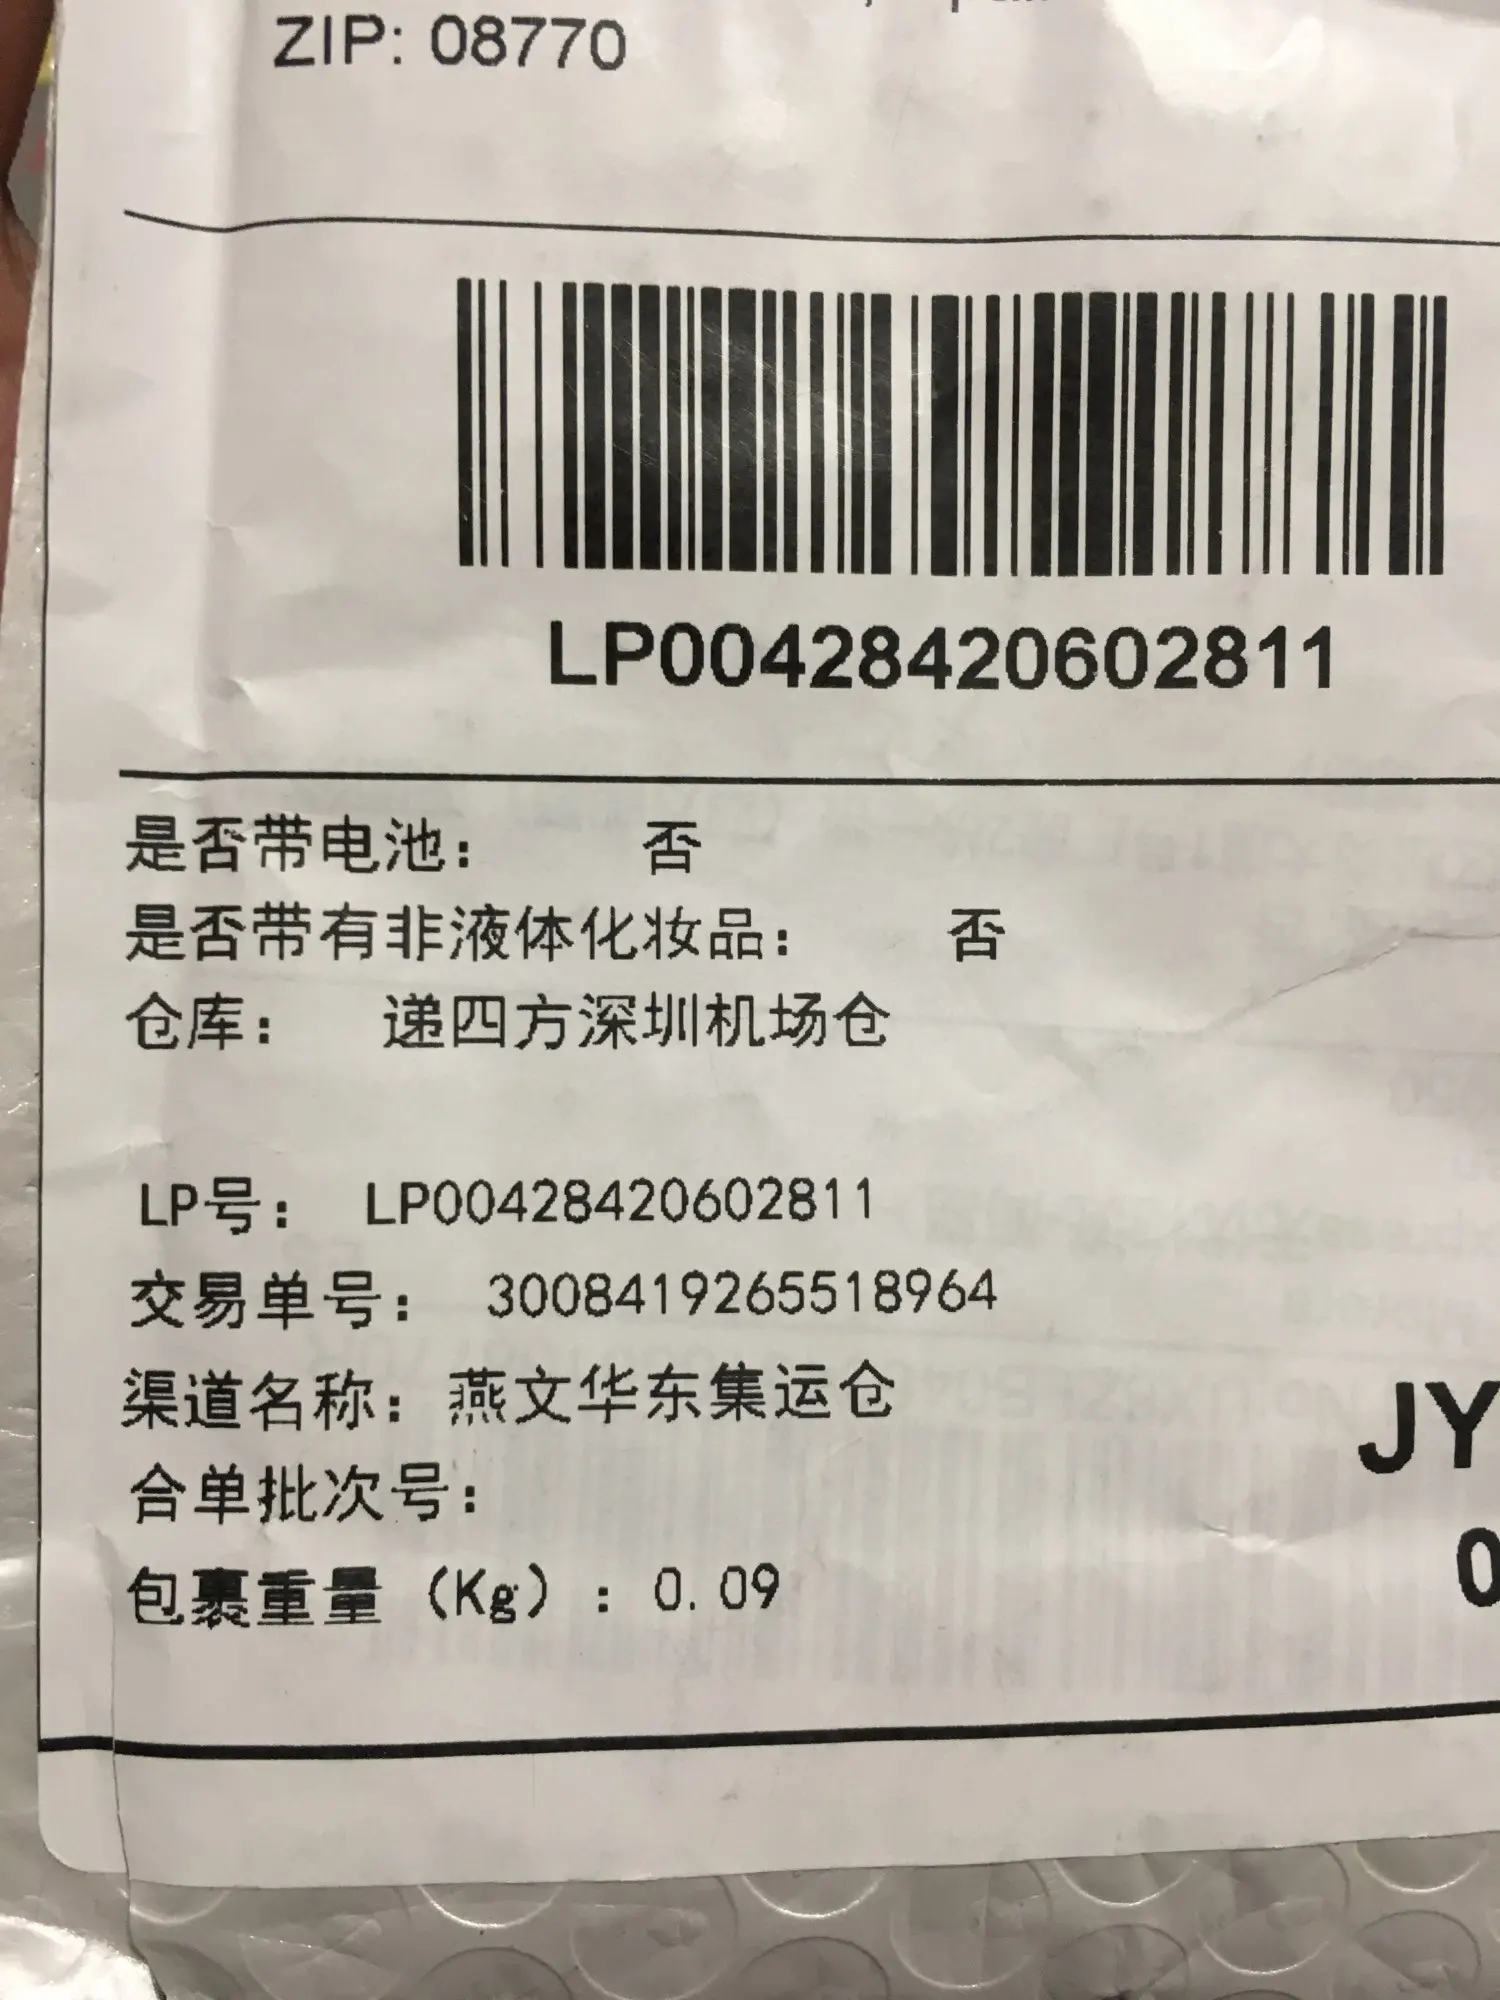 ZIP: 08770
LP00428420602811
是否带电池: 否
是否带有非液体化妆品: 否
仓库: 递四方深圳机场仓
LP号: LP00428420602811
交易单号: 3008419265518964
渠道名称: 燕文华东集运仓
JY
合单批次号:
0
包裹重量 (Kg) : 0.09